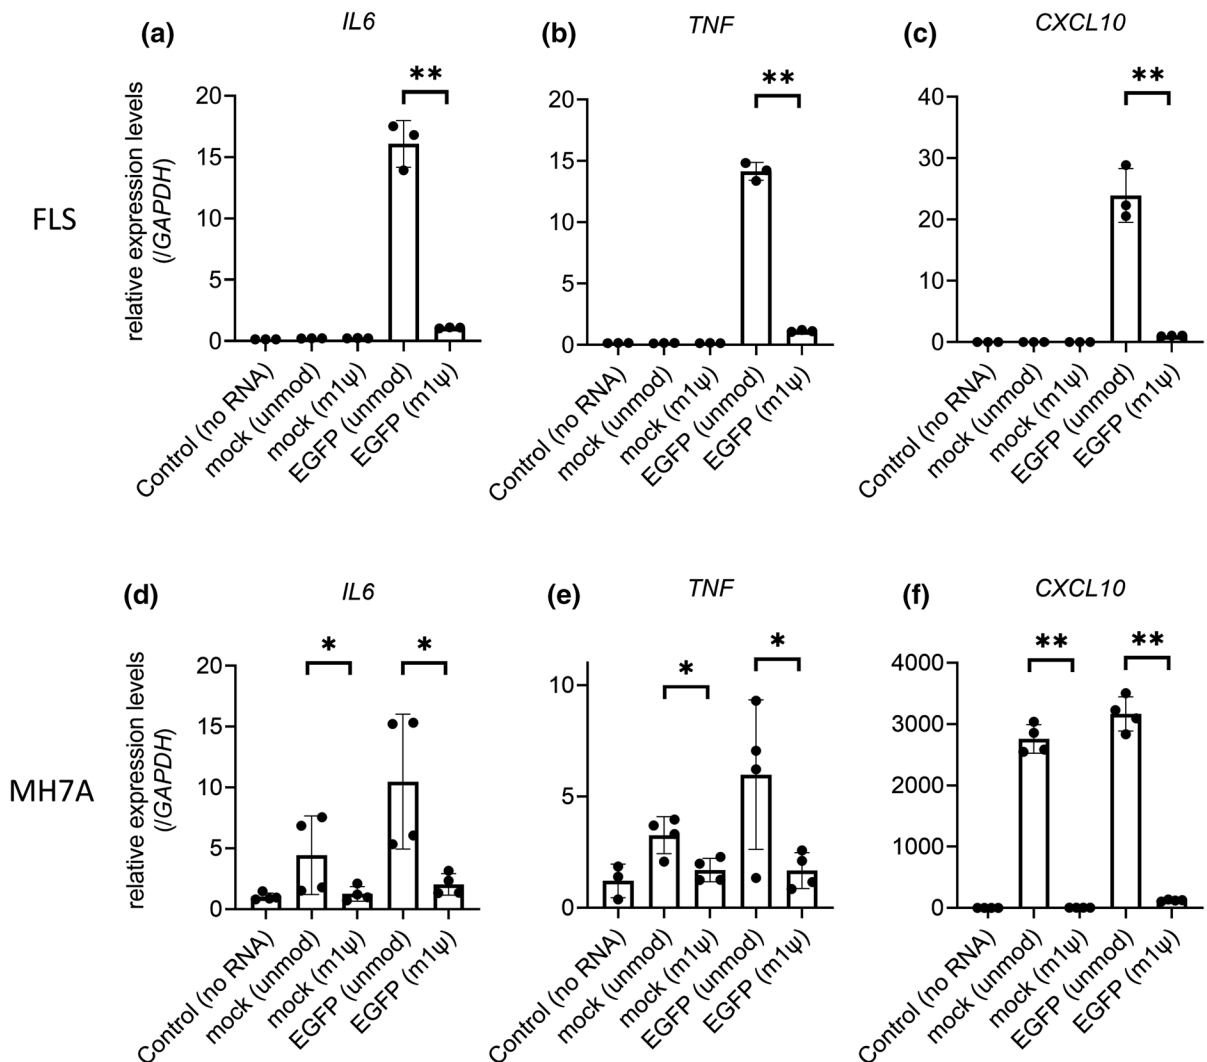 (a) IL6
(b) TNF
(c) CXCL10
FLS
relative expression levels
(/GAPDH)
**
20
15
10
5
0
Control (no RNA)
mock (unmod)
mock (m1ψ)
EGFP (unmod)
EGFP (m1ψ)
**
20
15
10
5
0
Control (no RNA)
mock (unmod)
mock (m1ψ)
EGFP (unmod)
EGFP (m1ψ)
**
40
30
20
10
0
Control (no RNA)
mock (unmod)
mock (m1ψ)
EGFP (unmod)
EGFP (m1ψ)
(d) IL6
(e) TNF
(f) CXCL10
MH7A
relative expression levels
(/GAPDH)
* *
20
15
10
5
0
Control (no RNA)
mock (unmod)
mock (m1ψ)
EGFP (unmod)
EGFP (m1ψ)
* *
10
5
0
Control (no RNA)
mock (unmod)
mock (m1ψ)
EGFP (unmod)
EGFP (m1ψ)
** **
4000
3000
2000
1000
0
Control (no RNA)
mock (unmod)
mock (m1ψ)
EGFP (unmod)
EGFP (m1ψ)